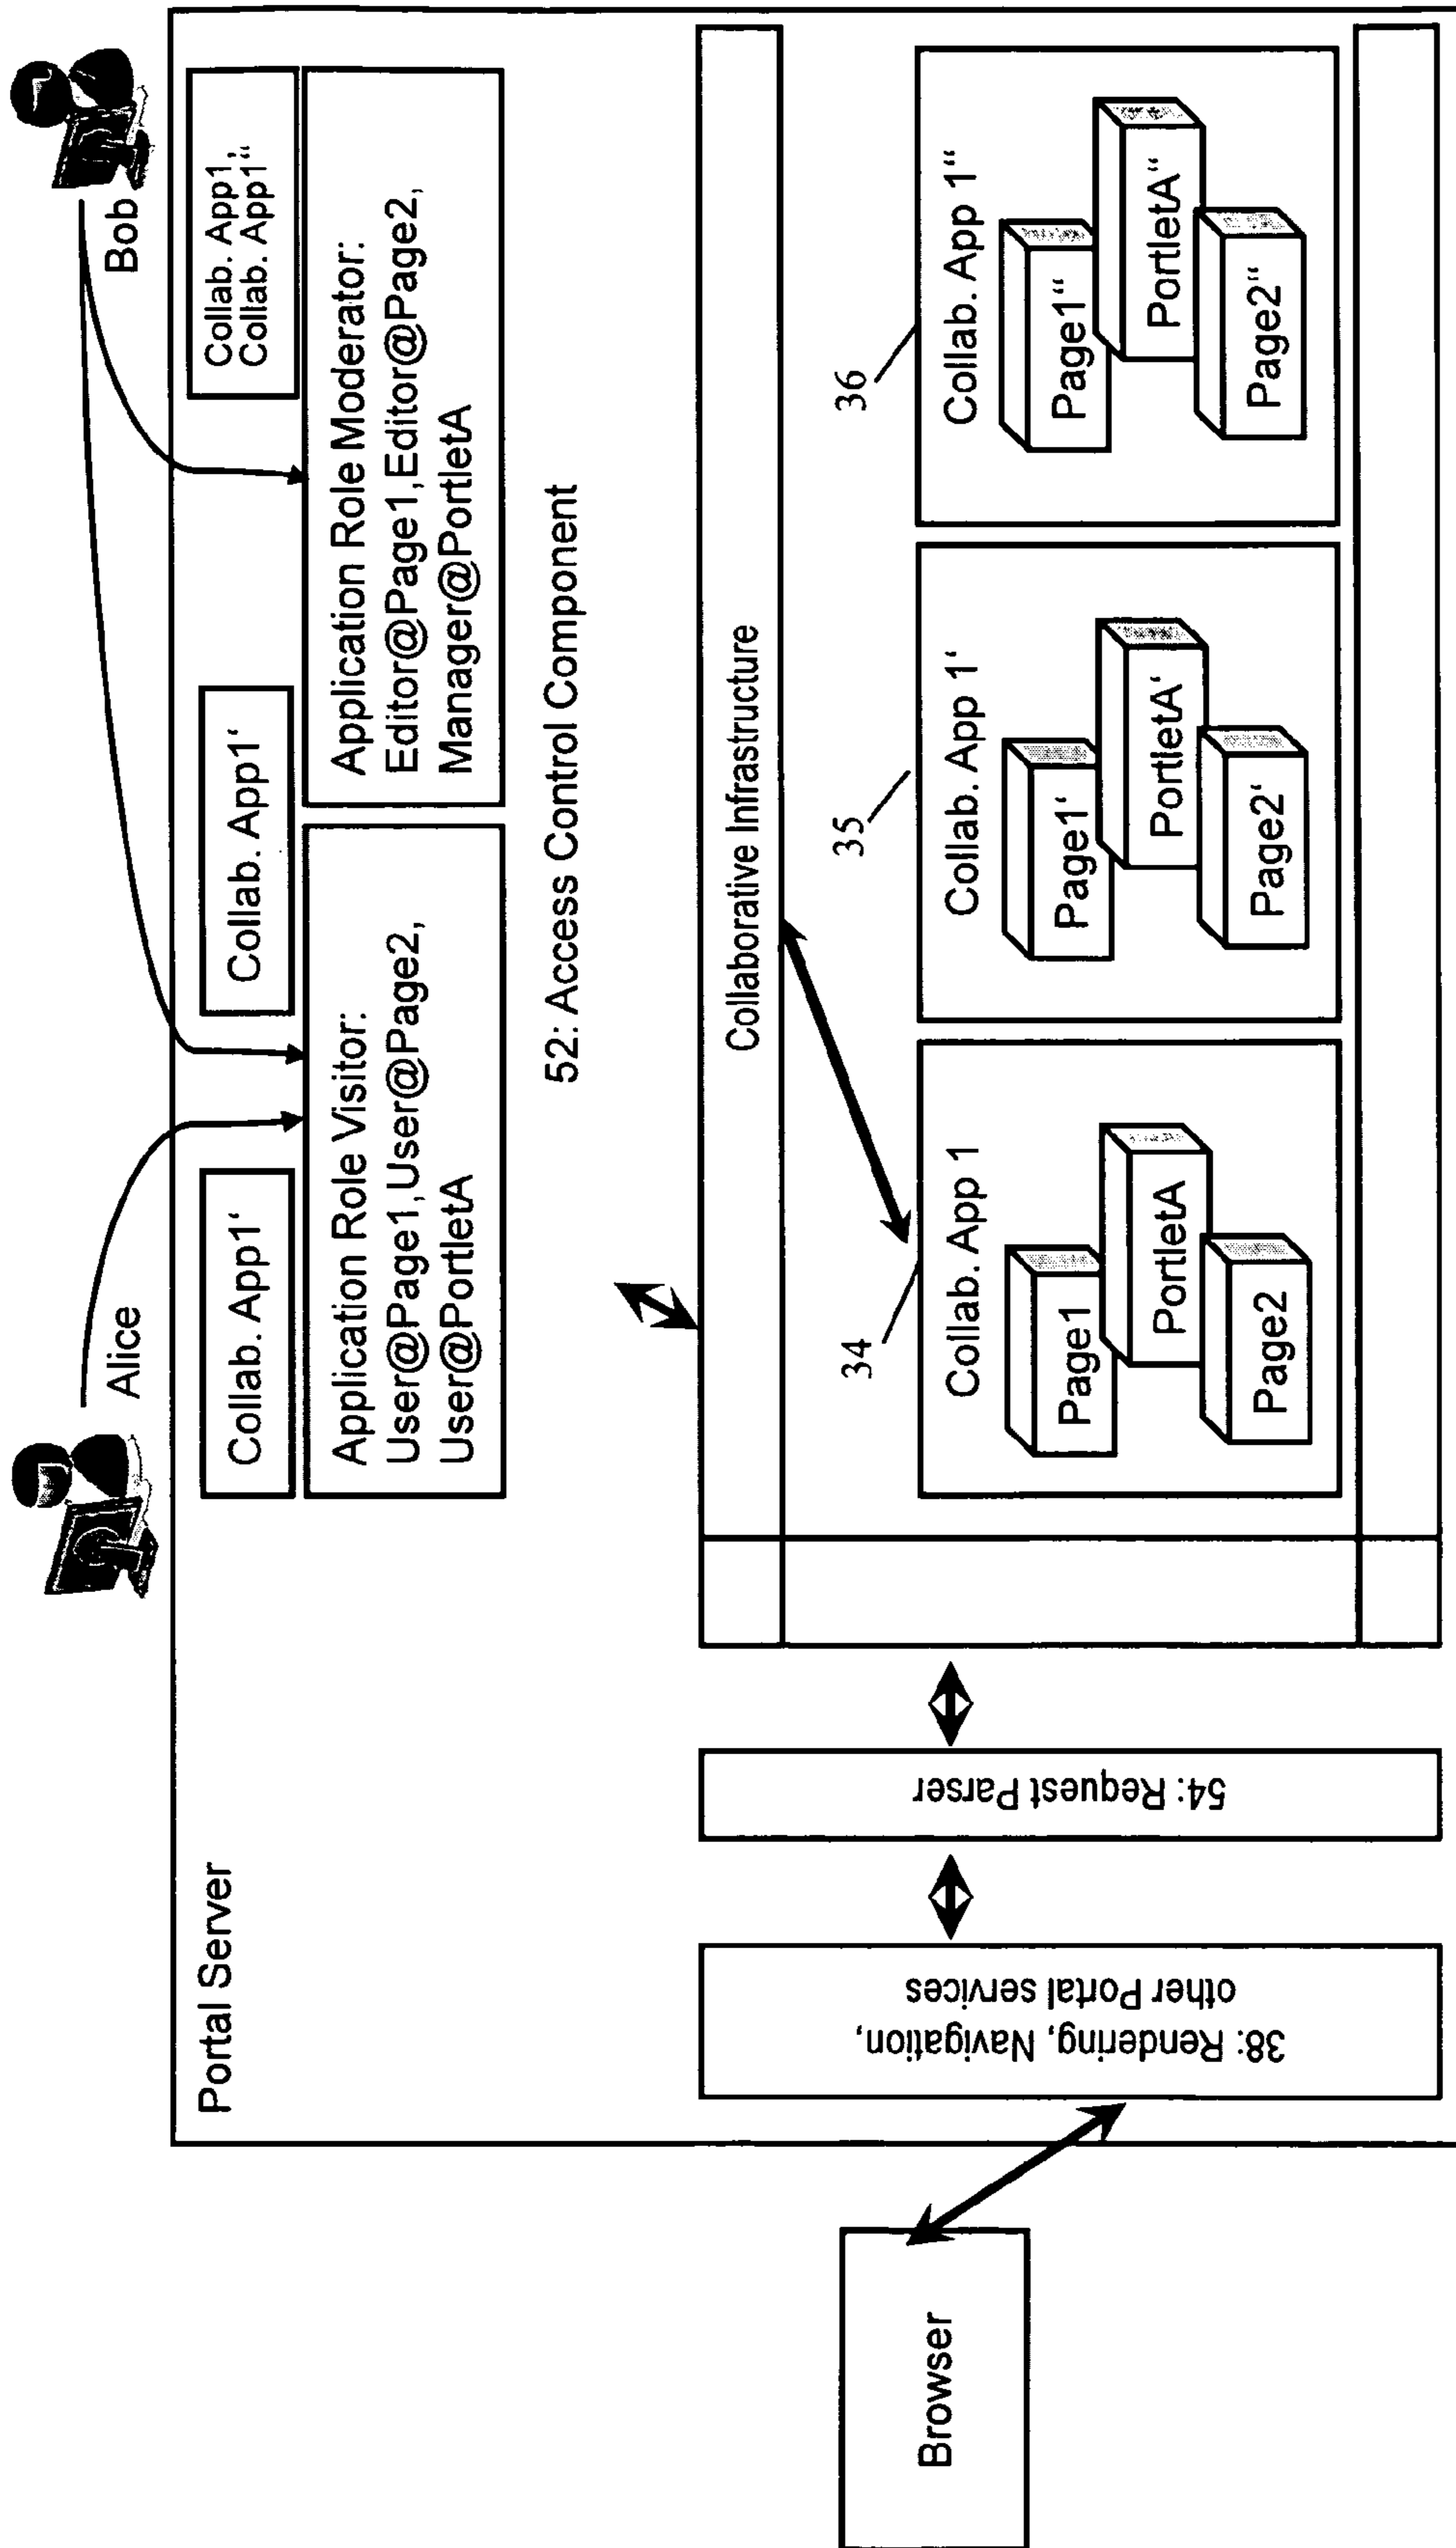 Alice
Bob
Portal Server
Collab. App1‘
Collab. App1‘
Collab. App1,
Collab. App1“
Application Role Visitor:
User@Page1,User@Page2,
User@PortletA
Application Role Moderator:
Editor@Page1,Editor@Page2,
Manager@PortletA
52: Access Control Component
Browser
38: Rendering, Navigation,
other Portal services
54: Request Parser
Collaborative Infrastructure
34
35
36
Collab. App 1
Page1
PortletA
Page2
Collab. App 1‘
Page1‘
PortletA‘
Page2‘
Collab. App 1“
Page1“
PortletA“
Page2“